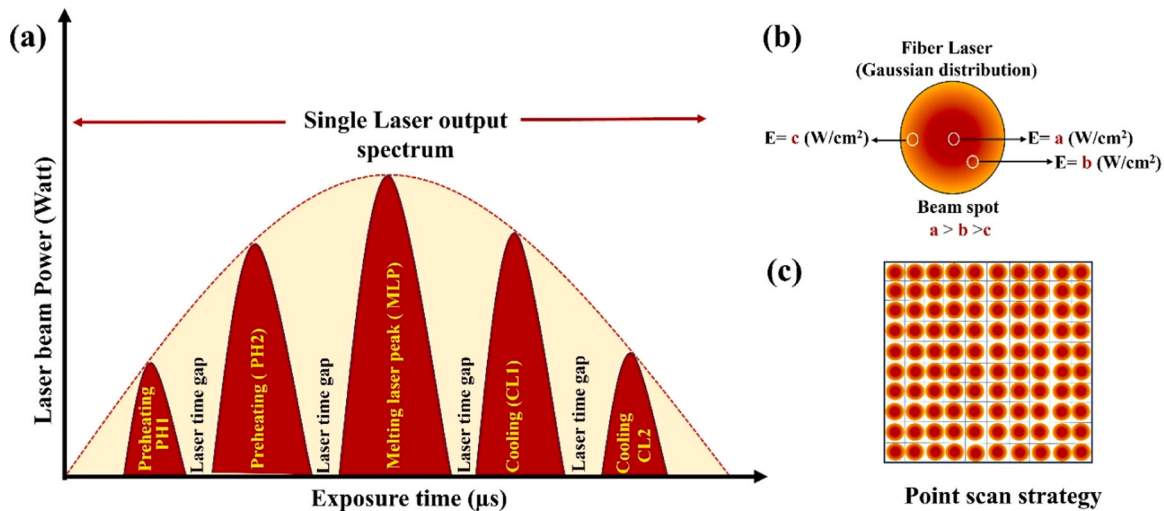 (a)
Laser beam Power (Watt)
Single Laser output
spectrum
Preheating
PH1
Laser time gap
Preheating ( PH2)
Laser time gap
Melting laser peak ( MLP)
Laser time gap
Cooling (CL1)
Laser time gap
Cooling
CL2
Exposure time (µs)
(b)
Fiber Laser
(Gaussian distribution)
E= c (W/cm²)
E= a (W/cm²)
E= b (W/cm²)
Beam spot
a > b >c
(c)
Point scan strategy